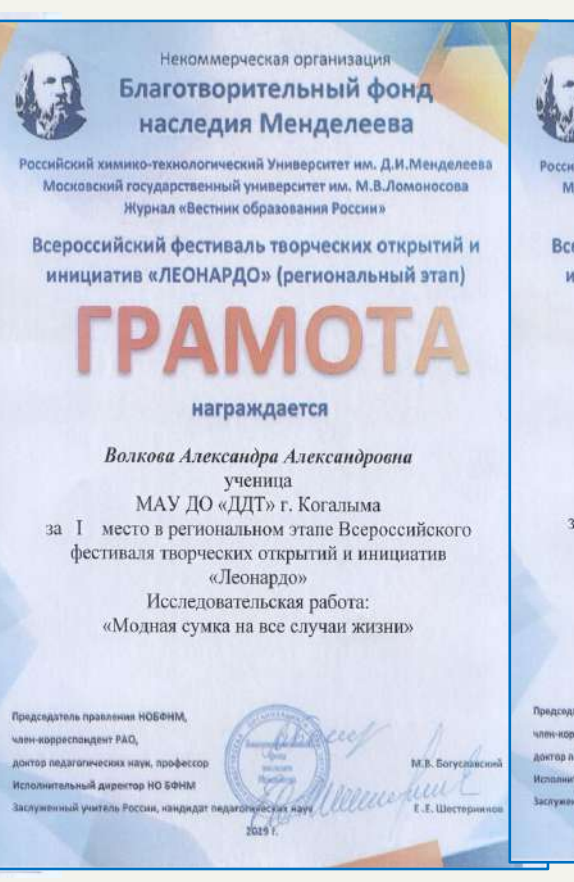 Некоммерческая организация
Благотворительный фонд
наследия Менделеева
Российский химико-технологический Университет им. Д.И.Менделеева
Московский государственный университет им. М.В.Ломоносова
Журнал «Вестник образования России»
Всероссийский фестиваль творческих открытий и
инициатив «ЛЕОНАРДО» (региональный этап)
ГРАМОТА
награждается
Волкова Александра Александровна
ученица
МАУ ДО «ДДТ» г. Когалыма
за I место в региональном этапе Всероссийского
фестиваля творческих открытий и инициатив
«Леонардо»
Исследовательская работа:
«Модная сумка на все случаи жизни»
Председатель правления НОБФНМ,
член-корреспондент РАО,
доктор педагогических наук, профессор М.В. Богуславский
Исполнительный директор НО БФНМ
Заслуженный учитель России, кандидат педагогических наук Е .Е. Шестернинов
2019 г.